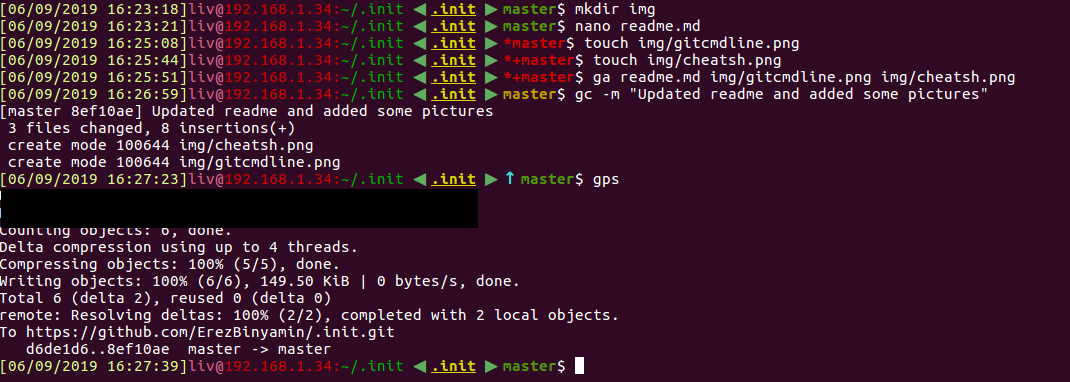 [06/09/2019 16:23:18]liv@192.168.1.34:~/.init ◀ .init ▶ master$ mkdir img
[06/09/2019 16:23:21]liv@192.168.1.34:~/.init ◀ .init ▶ master$ nano readme.md
[06/09/2019 16:25:08]liv@192.168.1.34:~/.init ◀ .init ▶ *master$ touch img/gitcmdline.png
[06/09/2019 16:25:44]liv@192.168.1.34:~/.init ◀ .init ▶ *+master$ touch img/cheatsh.png
[06/09/2019 16:25:51]liv@192.168.1.34:~/.init ◀ .init ▶ *+master$ ga readme.md img/gitcmdline.png img/cheatsh.png
[06/09/2019 16:26:59]liv@192.168.1.34:~/.init ◀ .init ▶ master$ gc -m "Updated readme and added some pictures"
[master 8ef10ae] Updated readme and added some pictures
 3 files changed, 8 insertions(+)
 create mode 100644 img/cheatsh.png
 create mode 100644 img/gitcmdline.png
[06/09/2019 16:27:23]liv@192.168.1.34:~/.init ◀ .init ▶ ↑ master$ gps
Counting objects: 6, done.
Delta compression using up to 4 threads.
Compressing objects: 100% (5/5), done.
Writing objects: 100% (6/6), 149.50 KiB | 0 bytes/s, done.
Total 6 (delta 2), reused 0 (delta 0)
remote: Resolving deltas: 100% (2/2), completed with 2 local objects.
To https://github.com/ErezBinyamin/.init.git
   d6de1d6..8ef10ae  master -> master
[06/09/2019 16:27:39]liv@192.168.1.34:~/.init ◀ .init ▶ master$